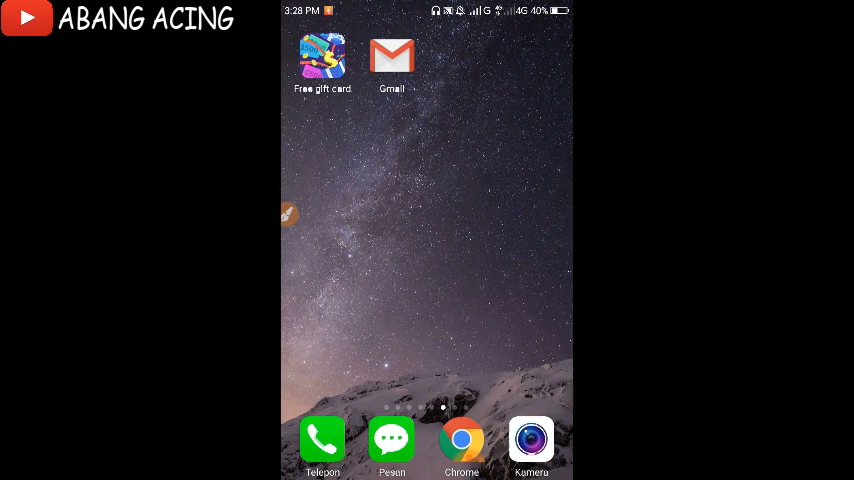 ABANG ACING
3:28 PM G 4G 40%
Free gift card
Gmail
Telepon
Pesan
Chrome
Kamera